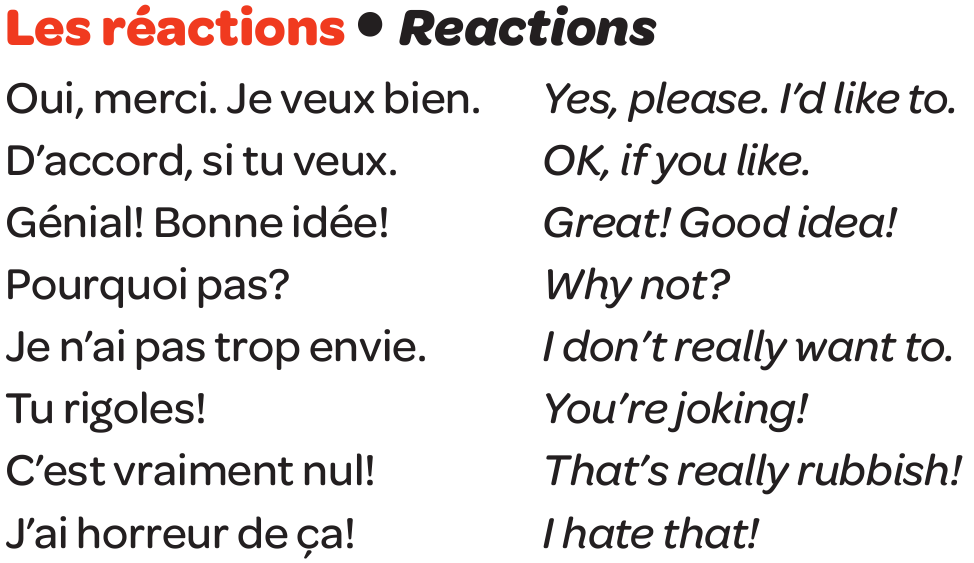 Les réactions • Reactions
Oui, merci. Je veux bien. Yes, please. I'd like to.
D'accord, si tu veux. OK, if you like.
Génial! Bonne idée! Great! Good idea!
Pourquoi pas? Why not?
Je n'ai pas trop envie. I don't really want to.
Tu rigoles! You're joking!
C'est vraiment nul! That's really rubbish!
J'ai horreur de ça! I hate that!